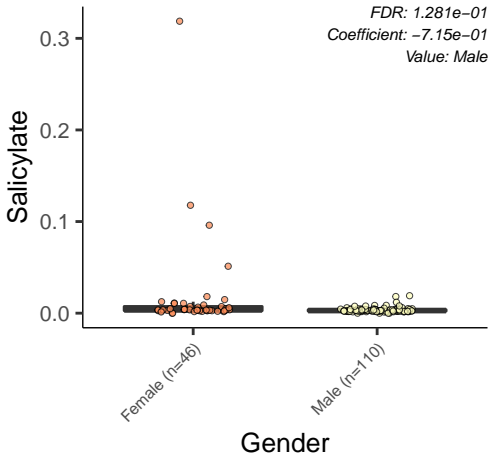 FDR: 1.281e−01
Coefficient: −7.15e−01
Value: Male
0.3
0.2
0.1
0.0
Salicylate
Female (n=46)
Male (n=110)
Gender